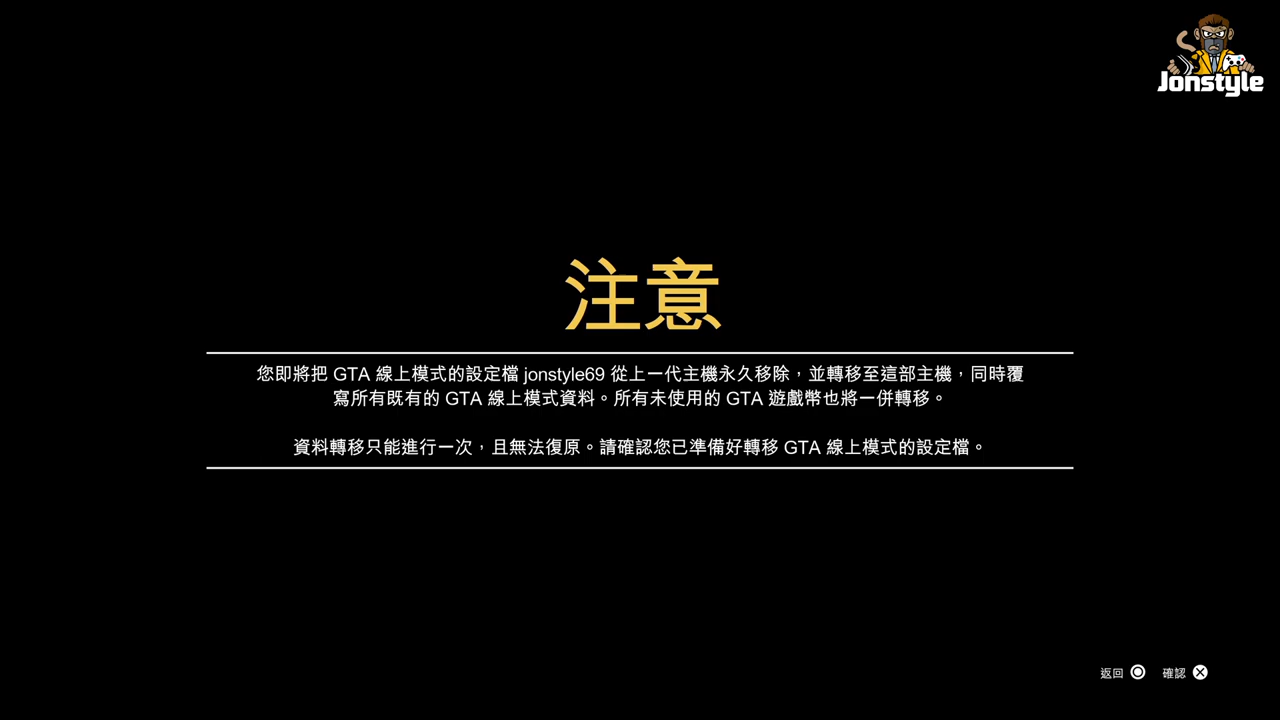 Jonstyle
注意
您即將把 GTA 線上模式的設定檔 jonstyle69 從上一代主機永久移除，並轉移至這部主機，同時覆
寫所有既有的 GTA 線上模式資料。所有未使用的 GTA 遊戲幣也將一併轉移。
資料轉移只能進行一次，且無法復原。請確認您已準備好轉移 GTA 線上模式的設定檔。
返回 確認